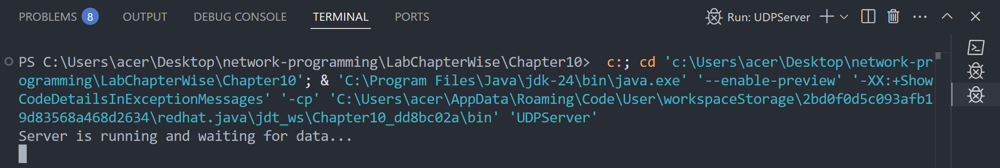 PROBLEMS 8 OUTPUT DEBUG CONSOLE TERMINAL PORTS Run: UDPServer
PS C:\Users\acer\Desktop\network-programming\LabChapterWise\Chapter10>  c:; cd 'c:\Users\acer\Desktop\network-pr
ogramming\LabChapterWise\Chapter10'; & 'C:\Program Files\Java\jdk-24\bin\java.exe' '--enable-preview' '-XX:+Show
CodeDetailsInExceptionMessages' '-cp' 'C:\Users\acer\AppData\Roaming\Code\User\workspaceStorage\2bd0f0d5c093afb1
9d83568a468d2634\redhat.java\jdt_ws\Chapter10_dd8bc02a\bin' 'UDPServer'
Server is running and waiting for data...